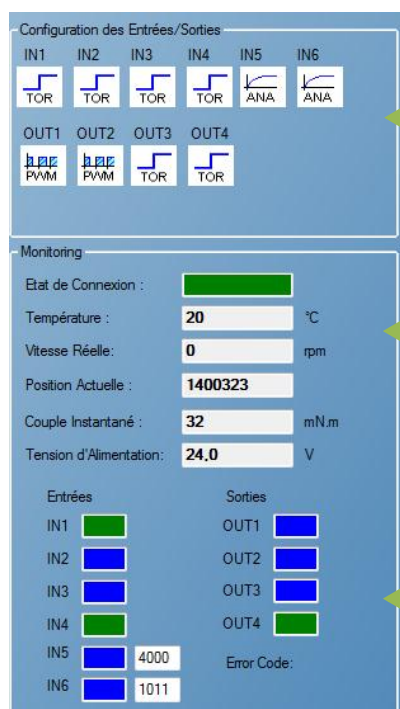 Configuration des Entrées/Sorties
IN1 IN2 IN3 IN4 IN5 IN6
TOR TOR TOR TOR ANA ANA
OUT1 OUT2 OUT3 OUT4
PWM PWM TOR TOR
Monitoring
Etat de Connexion :
Température : 20 °C
Vitesse Réelle: 0 rpm
Position Actuelle : 1400323
Couple Instantané : 32 mN.m
Tension d'Alimentation: 24,0 V
Entrées Sorties
IN1 OUT1
IN2 OUT2
IN3 OUT3
IN4 OUT4
IN5 4000 Error Code:
IN6 1011